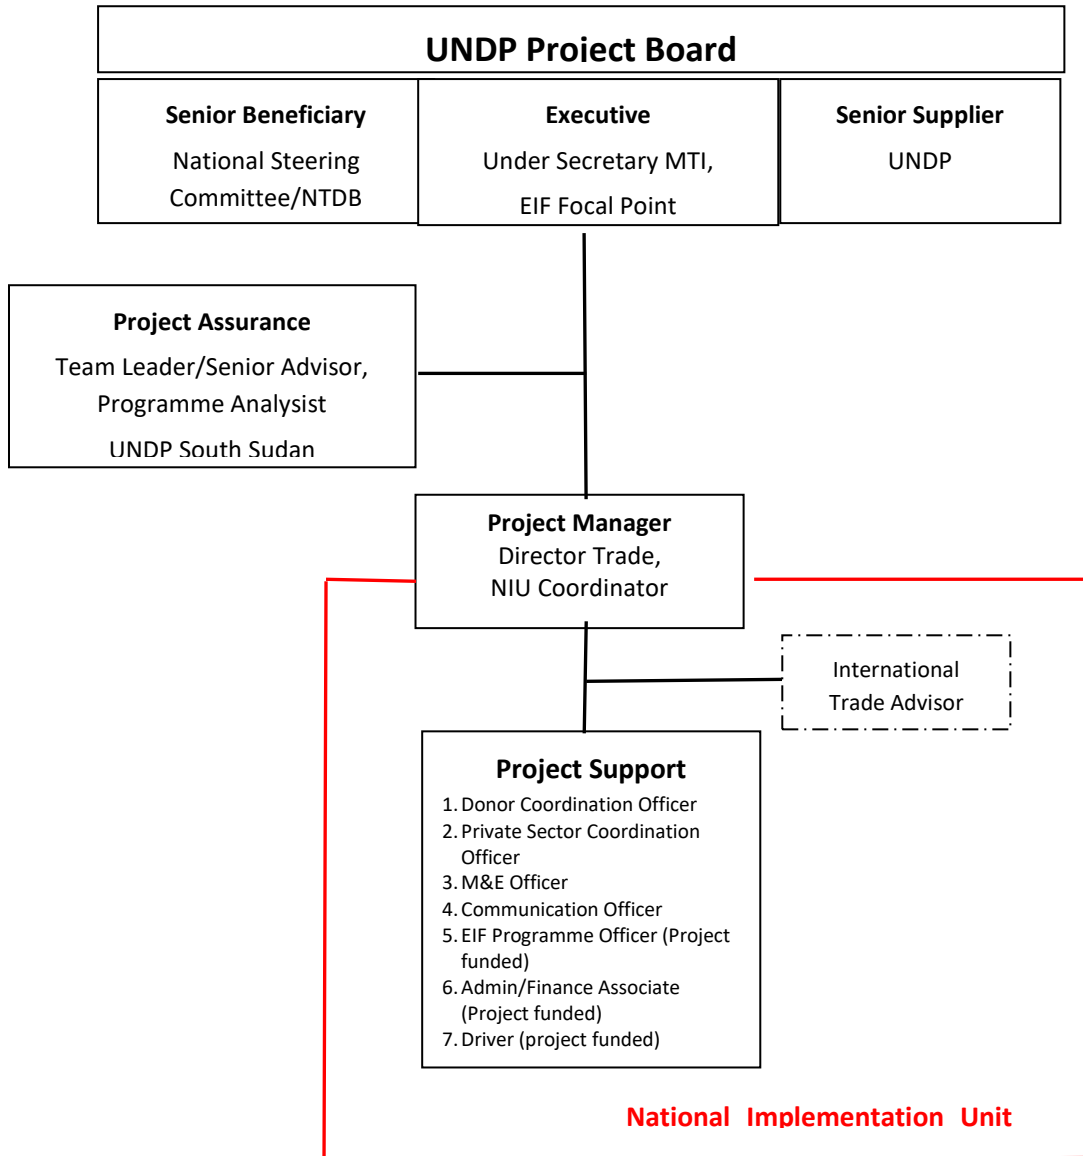 UNDP Project Board
Senior Beneficiary
National Steering
Committee/NTDB
Executive
Under Secretary MTI,
EIF Focal Point
Senior Supplier
UNDP
Project Assurance
Team Leader/Senior Advisor,
Programme Analysist
UNDP South Sudan
Project Manager
Director Trade,
NIU Coordinator
International
Trade Advisor
Project Support
1. Donor Coordination Officer
2. Private Sector Coordination
Officer
3. M&E Officer
4. Communication Officer
5. EIF Programme Officer (Project
funded)
6. Admin/Finance Associate
(Project funded)
7. Driver (project funded)
National Implementation Unit